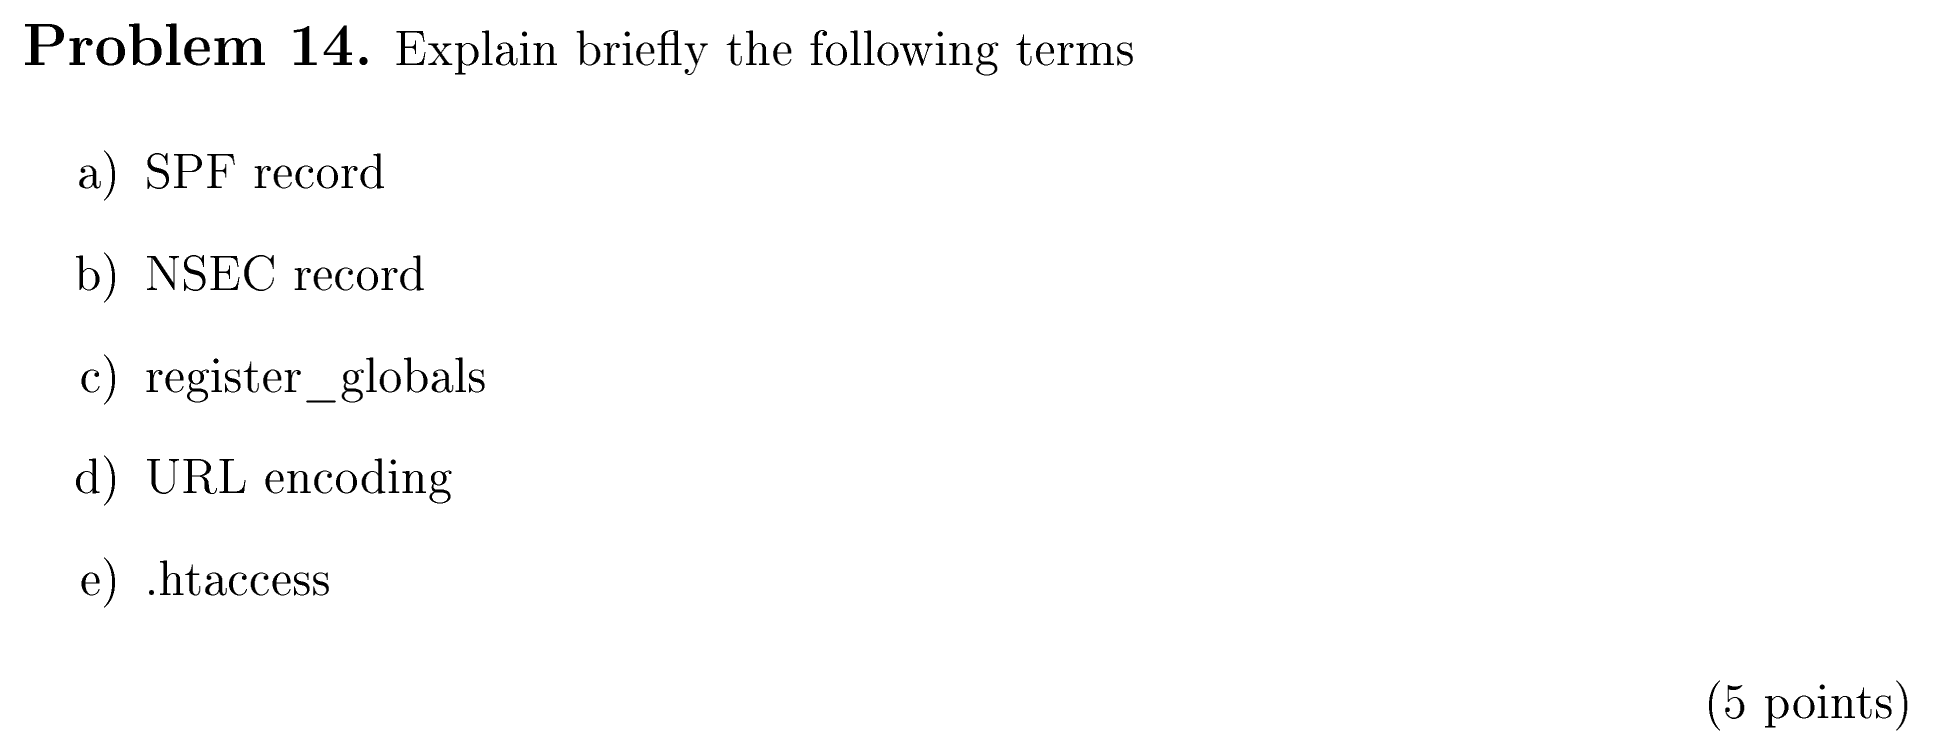 Problem 14. Explain briefly the following terms
a) SPF record
b) NSEC record
c) register_globals
d) URL encoding
e) .htaccess
(5 points)